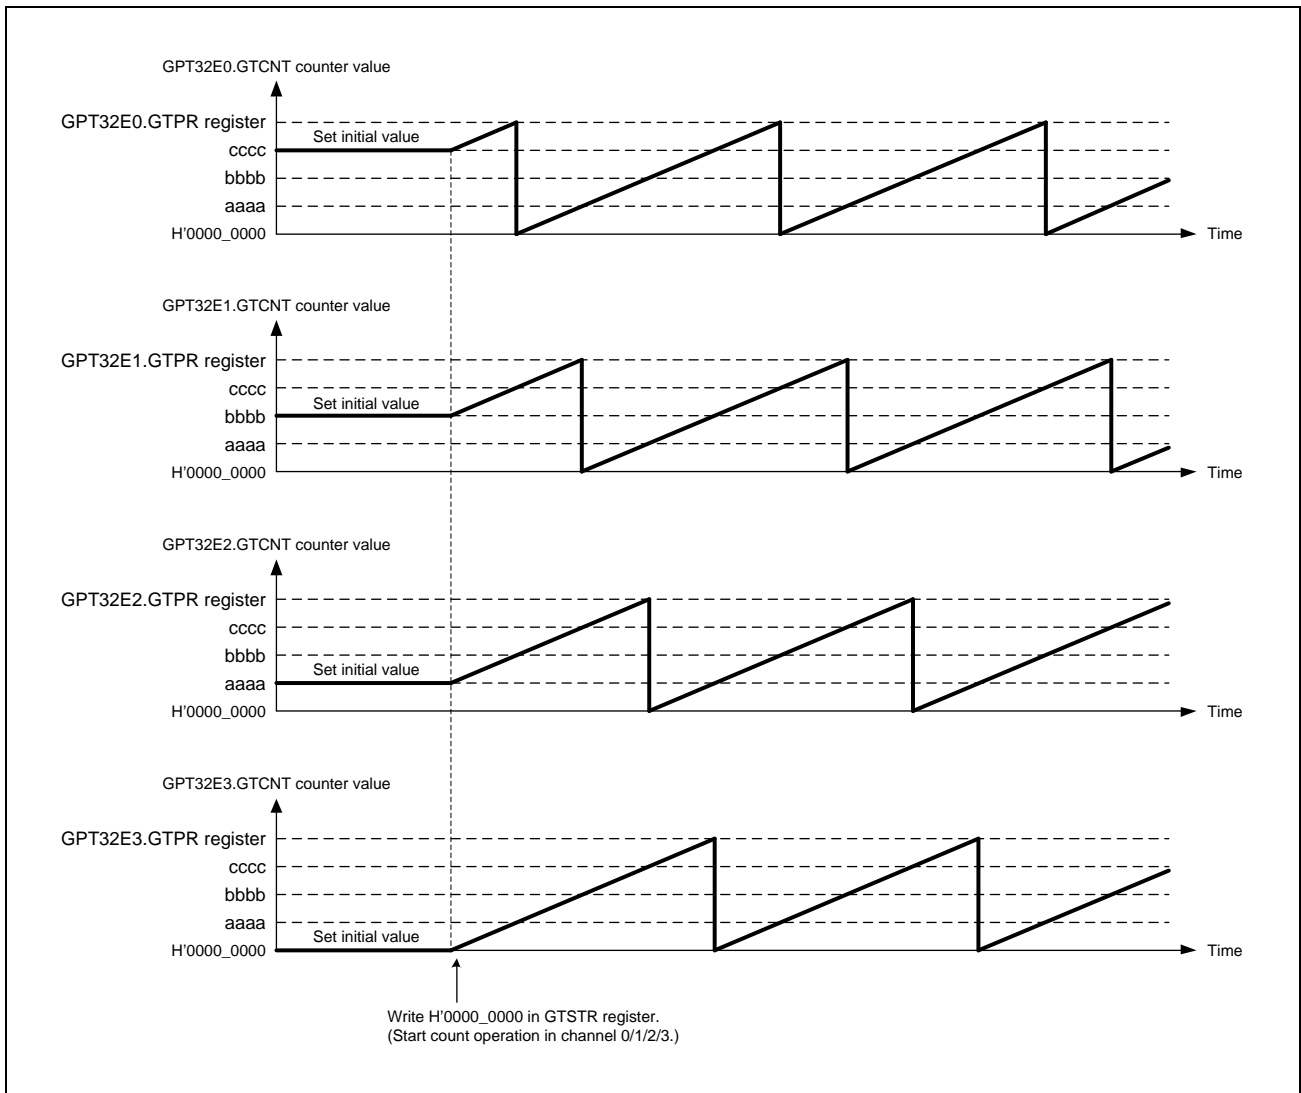 GPT32E0.GTCNT counter value
GPT32E0.GTPR register
Set initial value
cccc
bbbb
aaaa
H'0000_0000
Time
GPT32E1.GTCNT counter value
GPT32E1.GTPR register
cccc
Set initial value
bbbb
aaaa
H'0000_0000
Time
GPT32E2.GTCNT counter value
GPT32E2.GTPR register
cccc
bbbb
Set initial value
aaaa
H'0000_0000
Time
GPT32E3.GTCNT counter value
GPT32E3.GTPR register
cccc
bbbb
aaaa
Set initial value
H'0000_0000
Time
Write H'0000_0000 in GTSTR register.
(Start count operation in channel 0/1/2/3.)